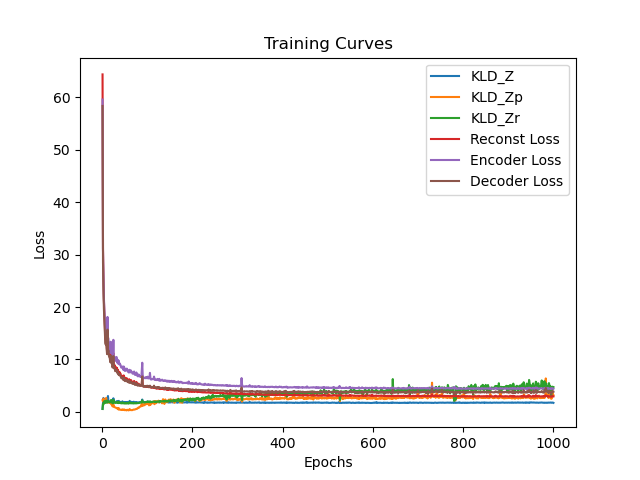 Training Curves
KLD_Z
KLD_Zp
KLD_Zr
Reconst Loss
Encoder Loss
Decoder Loss
60
50
40
30
20
10
0
Loss
0 200 400 600 800 1000
Epochs